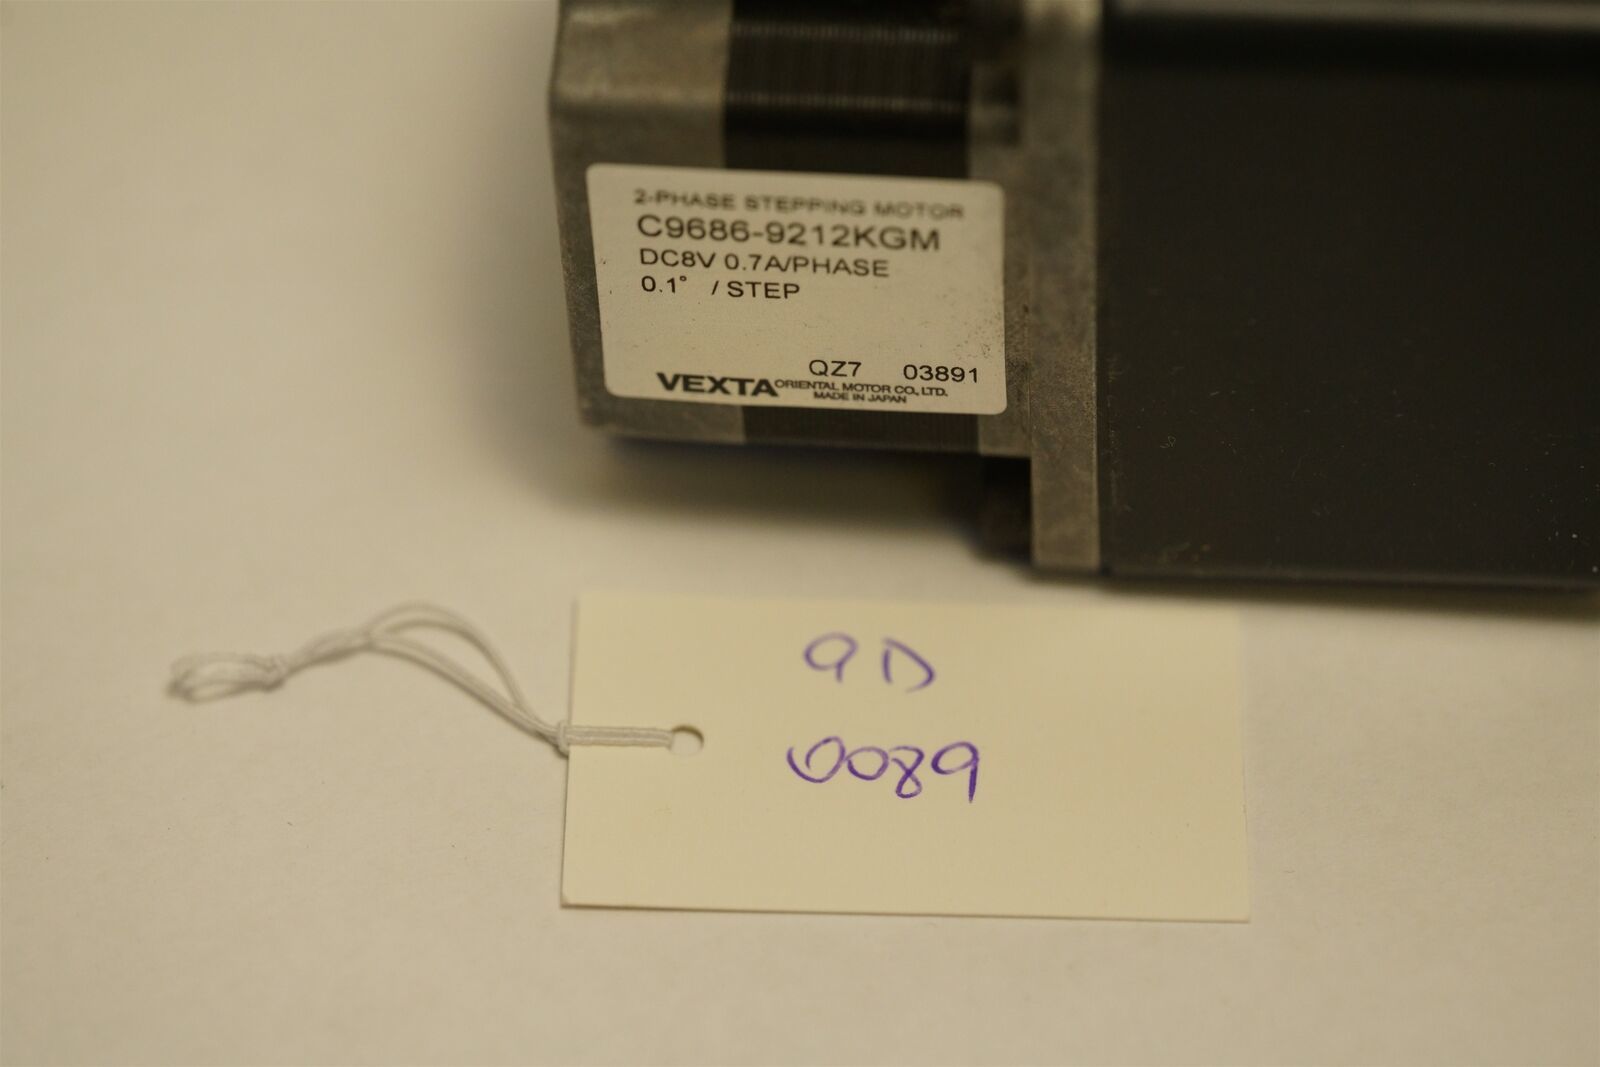 2-PHASE STEPPING MOTOR
C9686-9212KGM
DC8V 0.7A/PHASE
0.1° / STEP
QZ7 03891
VEXTA ORIENTAL MOTOR CO., LTD.
MADE IN JAPAN
9D
0089